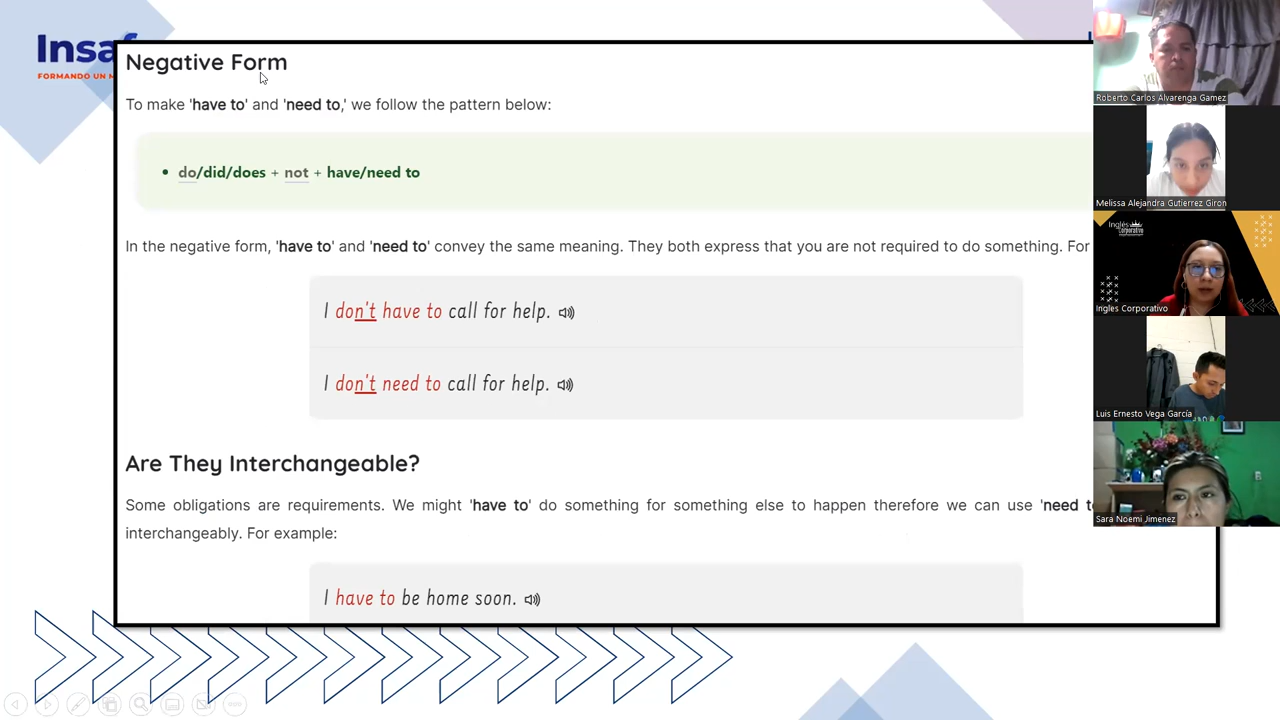 Insaf
FORMANDO UN
Negative Form
To make 'have to' and 'need to,' we follow the pattern below:
• do/did/does + not + have/need to
In the negative form, 'have to' and 'need to' convey the same meaning. They both express that you are not required to do something. For
I don't have to call for help.
I don't need to call for help.
Are They Interchangeable?
Some obligations are requirements. We might 'have to' do something for something else to happen therefore we can use 'need to
interchangeably. For example:
I have to be home soon.
Roberto Carlos Alvarenga Gamez
Melissa Alejandra Gutierrez Giron
Inglés
Corporativo
Ingles Corporativo
Luis Ernesto Vega García
Sara Noemi Jimenez